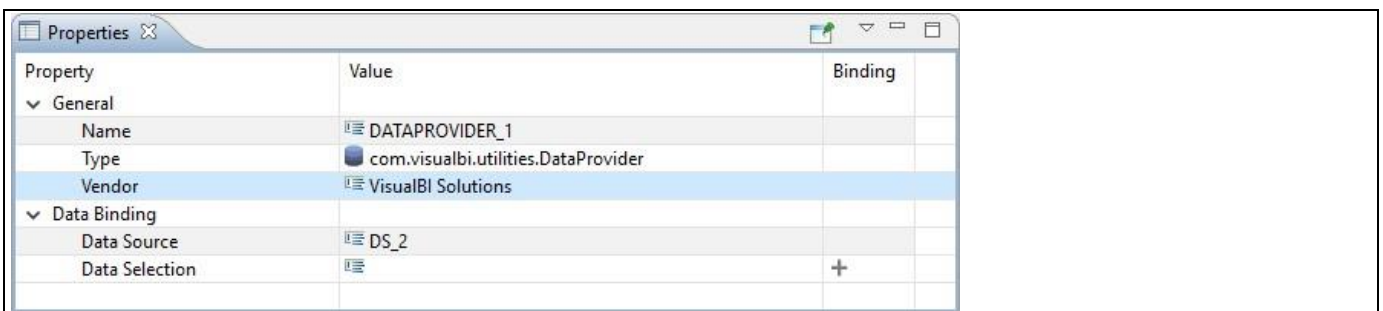 Properties
Property Value Binding
General
Name DATAPROVIDER_1
Type com.visualbi.utilities.DataProvider
Vendor VisualBI Solutions
Data Binding
Data Source DS_2
Data Selection +